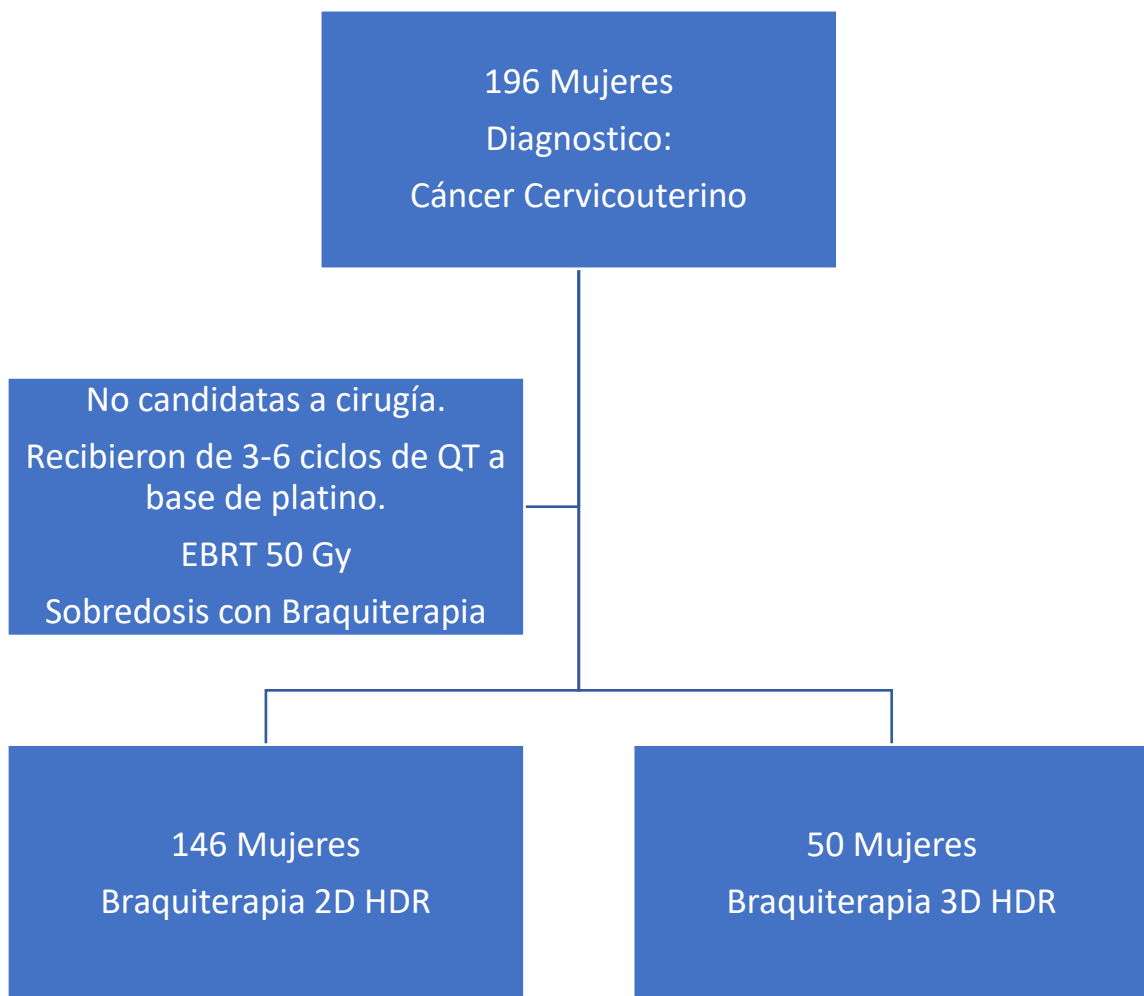 196 Mujeres
Diagnostico:
Cáncer Cervicouterino
No candidatas a cirugía.
Recibieron de 3-6 ciclos de QT a
base de platino.
EBRT 50 Gy
Sobredosis con Braquiterapia
146 Mujeres
Braquiterapia 2D HDR
50 Mujeres
Braquiterapia 3D HDR